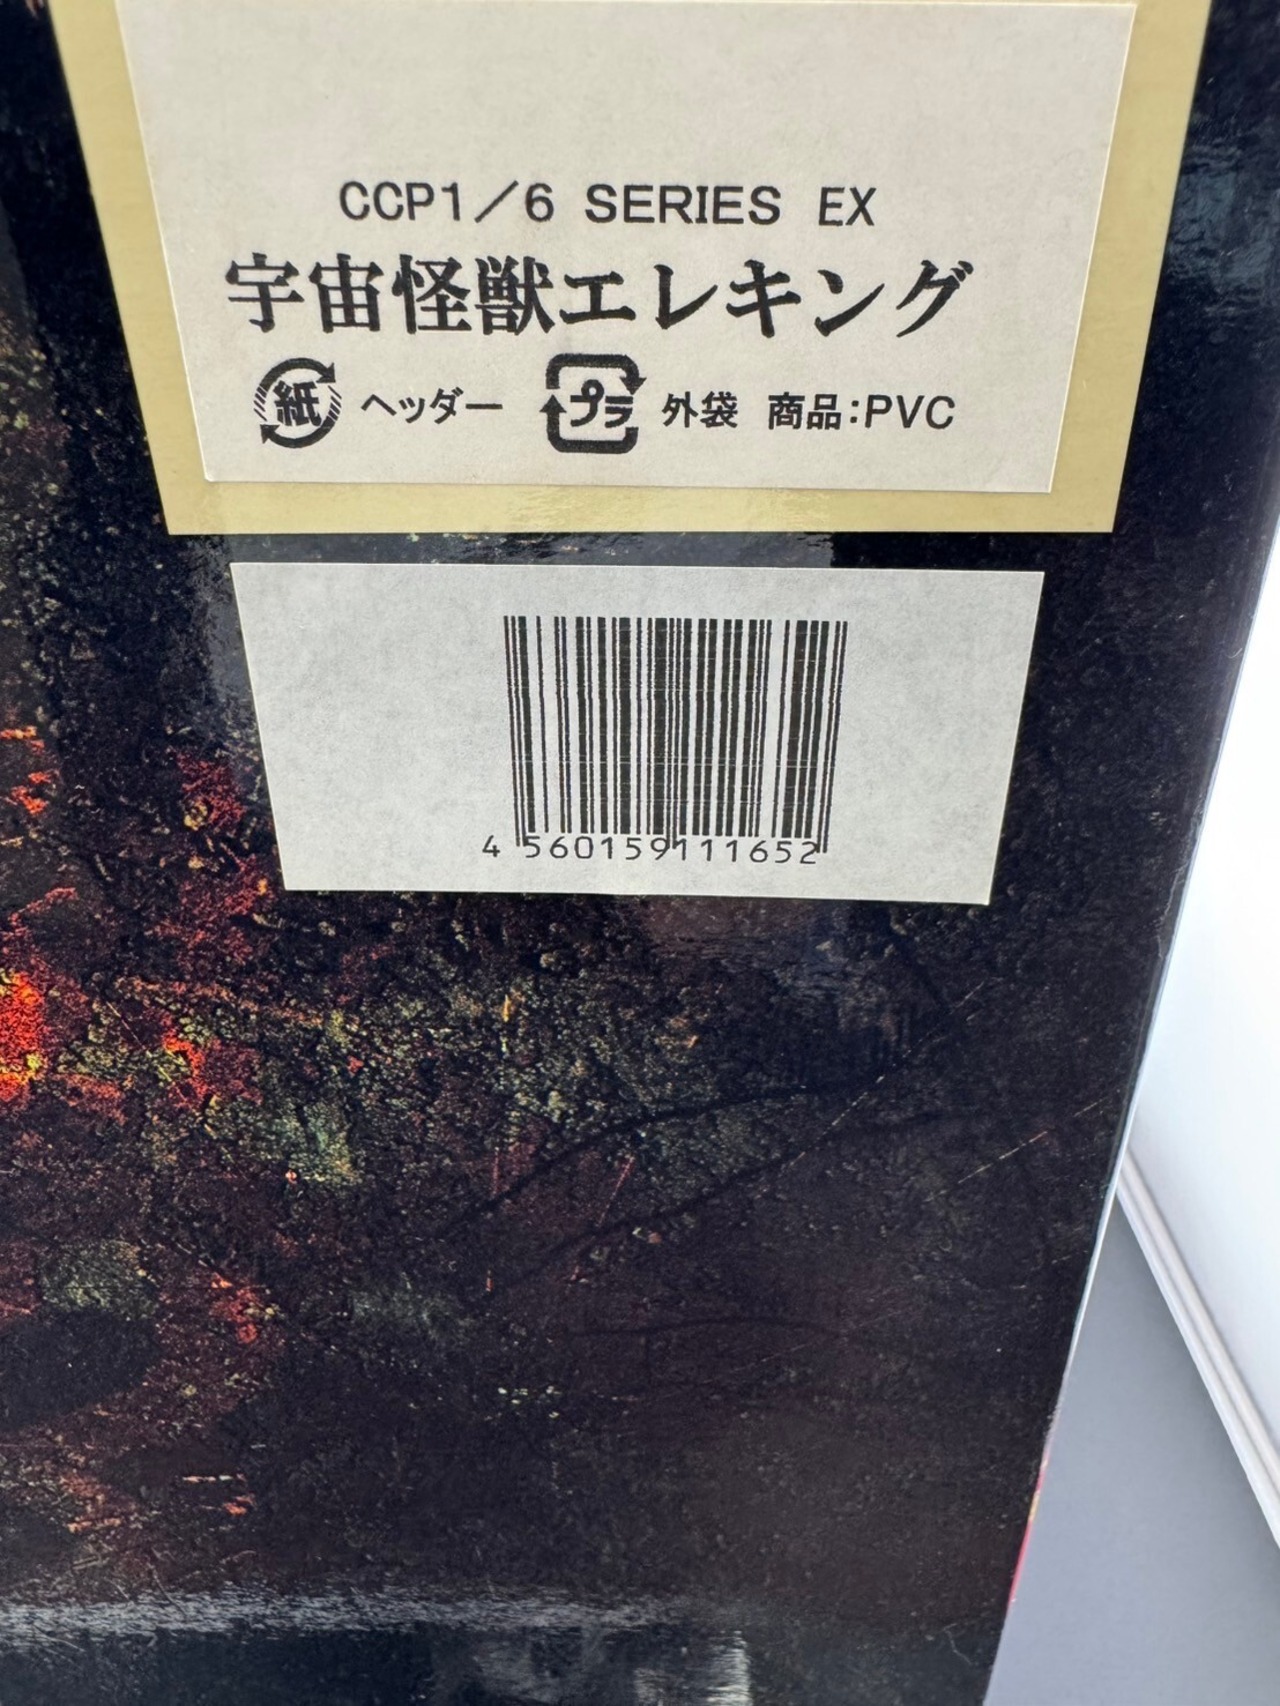 CCP1／6 SERIES EX
宇宙怪獣エレキング
紙 ヘッダー プラ 外袋 商品:PVC
4 560159 111652